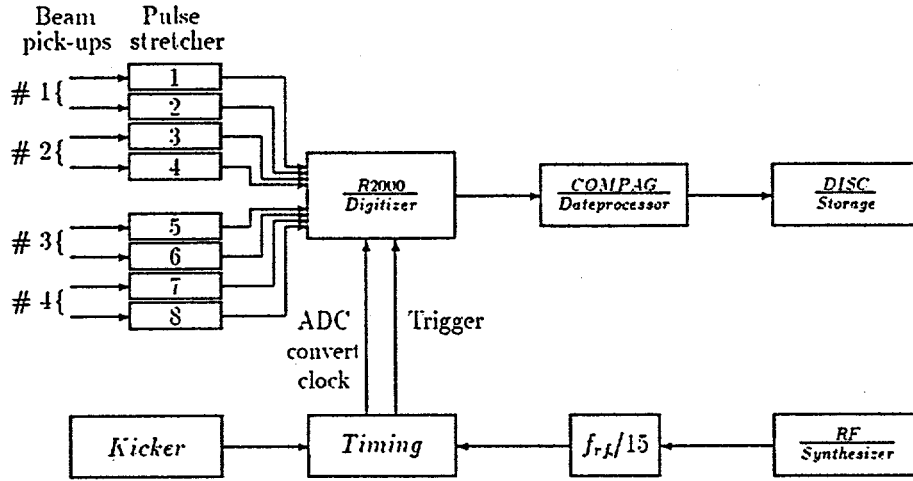 Beam Pulse
pick-ups stretcher
# 1{
1
2
# 2{
3
4
# 3{
5
6
# 4{
7
8
R2000
Digitizer
COMPAG
Dateprocessor
DISC
Storage
ADC
convert
clock
Trigger
Kicker
Timing
f_rf./15
RF
Synthesizer